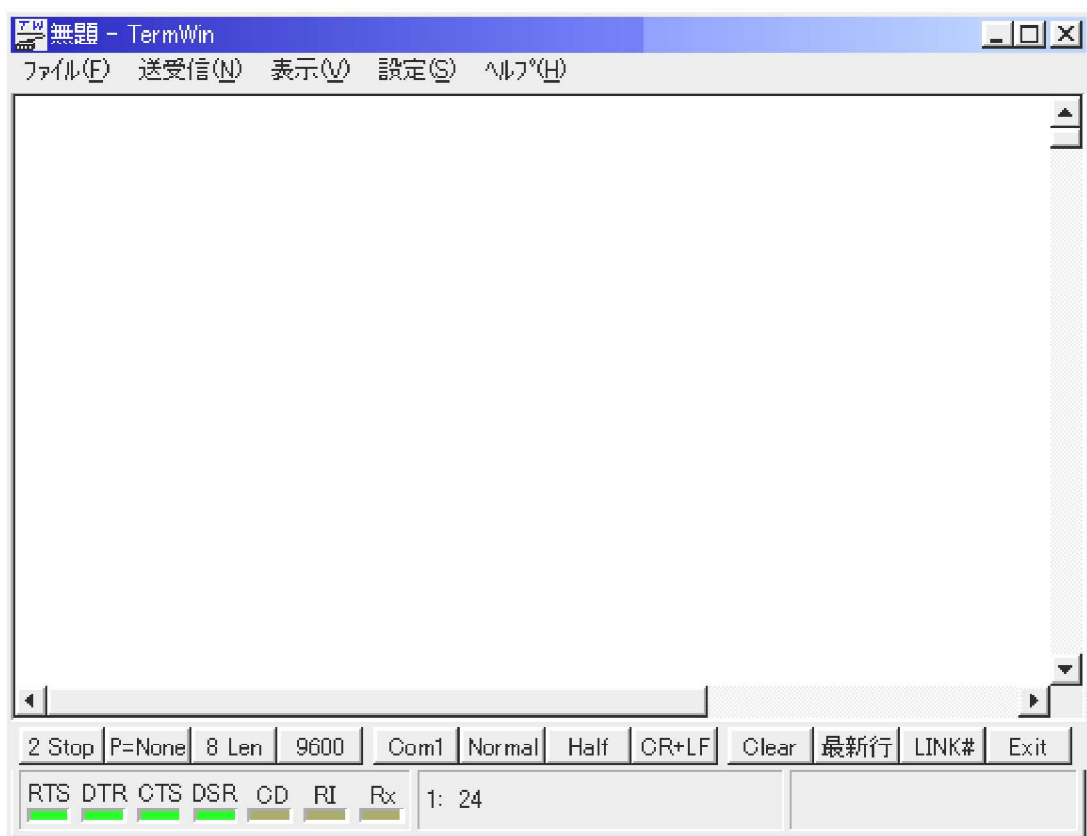 無題 - TermWin
ﾌｧｲﾙ(F) 送受信(N) 表示(V) 設定(S) ﾍﾙﾌﾟ(H)
2 Stop P=None 8 Len 9600 Com1 Normal Half CR+LF Clear 最新行 LINK# Exit
RTS DTR CTS DSR CD RI Rx 1: 24